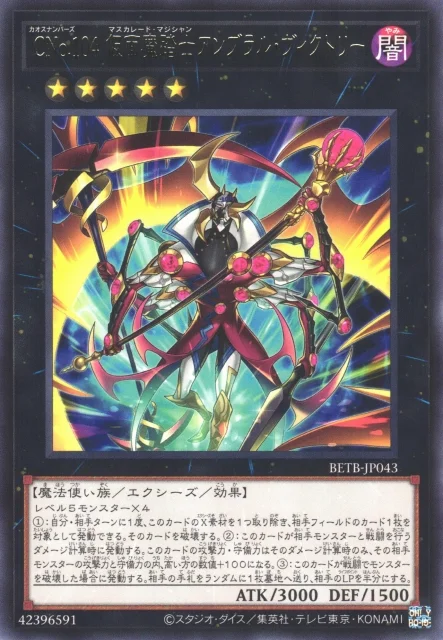 カオスナンバーズ マスカレード・マジシャン
CNo.104 仮面魔踏士アンブラル・ヴィクトリー
やみ
闇
BETB-JP043
【魔法使い族／エクシーズ／効果】
レベル5モンスター×4
①：自分・相手ターンに1度、このカードのX素材を1つ取り除き、相手フィールドのカード1枚を
対象として発動できる。そのカードを破壊する。②：このカードが相手モンスターと戦闘を行う
ダメージ計算時に発動する。このカードの攻撃力・守備力はそのダメージ計算時のみ、その相手
モンスターの攻撃力と守備力の内、高い方の数値+100になる。③：このカードが戦闘でモンスター
を破壊した場合に発動する。相手の手札をランダムに1枚墓地へ送り、相手のLPを半分にする。
ATK/3000 DEF/1500
42396591
©スタジオ・ダイス／集英社・テレビ東京・KONAMI